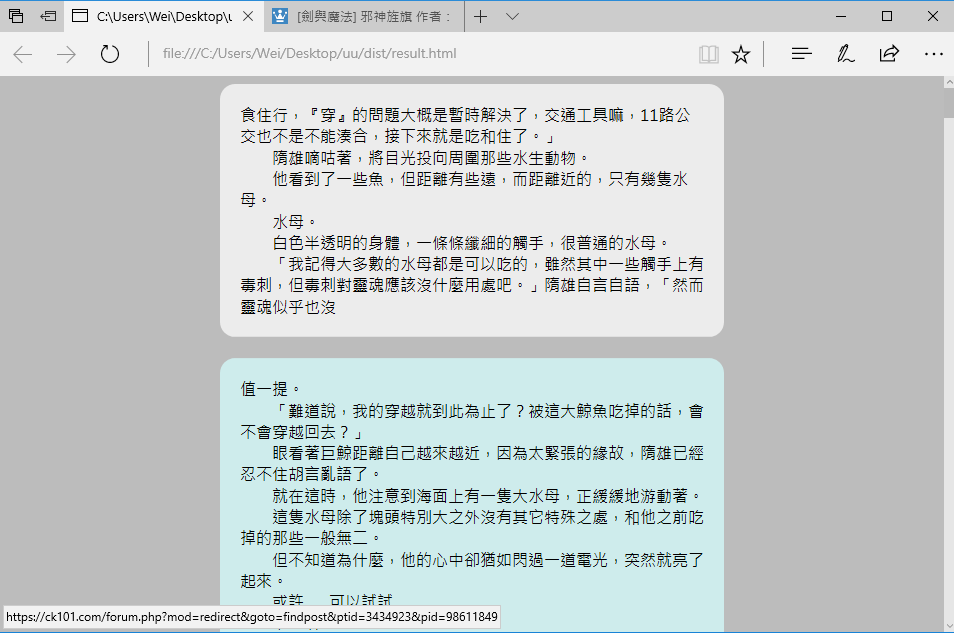 C:\Users\Wei\Desktop\u
[劍與魔法] 邪神旌旗 作者：
file:///C:/Users/Wei/Desktop/uu/dist/result.html
食住行，『穿』的問題大概是暫時解決了，交通工具嘛，11路公
交也不是不能湊合，接下來就是吃和住了。」
隋雄嘀咕著，將目光投向周圍那些水生動物。
他看到了一些魚，但距離有些遠，而距離近的，只有幾隻水
母。
水母。
白色半透明的身體，一條條纖細的觸手，很普通的水母。
「我記得大多數的水母都是可以吃的，雖然其中一些觸手上有
毒刺，但毒刺對靈魂應該沒什麼用處吧。」隋雄自言自語，「然而
靈魂似乎也沒
值一提。
「難道說，我的穿越就到此為止了？被這大鯨魚吃掉的話，會
不會穿越回去？」
眼看著巨鯨距離自己越來越近，因為太緊張的緣故，隋雄已經
忍不住胡言亂語了。
就在這時，他注意到海面上有一隻大水母，正緩緩地游動著。
這隻水母除了塊頭特別大之外沒有其它特殊之處，和他之前吃
掉的那些一般無二。
但不知道為什麼，他的心中卻猶如閃過一道電光，突然就亮了
起來。
或許……可以試試
https://ck101.com/forum.php?mod=redirect&goto=findpost&ptid=3434923&pid=98611849